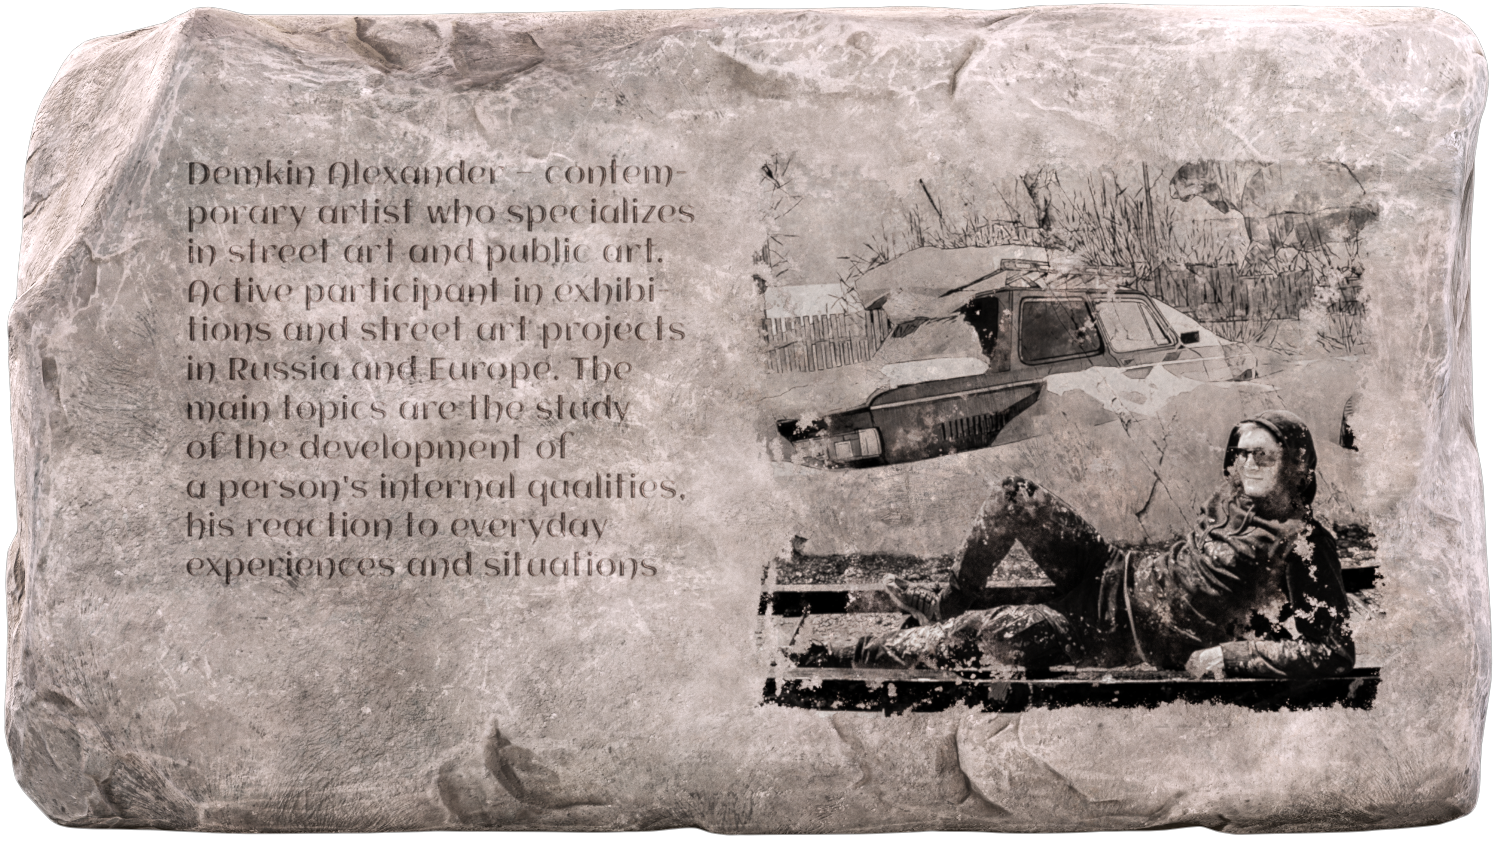 Demkin Alexander – contem-
porary artist who specializes
in street art and public art.
Active participant in exhibi-
tions and street art projects
in Russia and Europe. The
main topics are the study
of the development of
a person's internal qualities,
his reaction to everyday
experiences and situations